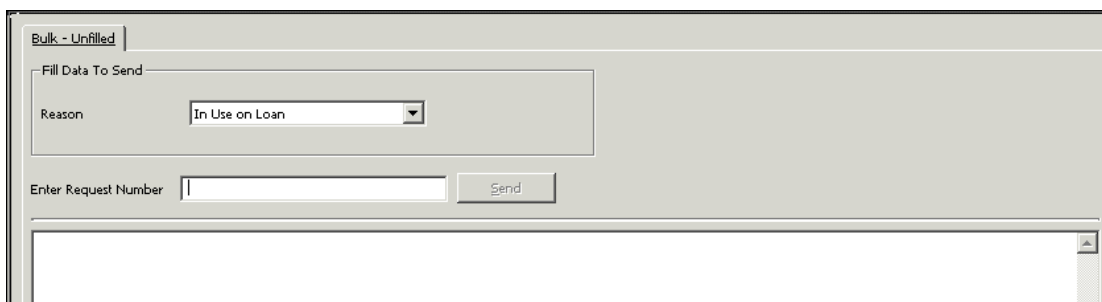 Bulk - Unfilled
Fill Data To Send
Reason In Use on Loan
Enter Request Number Send